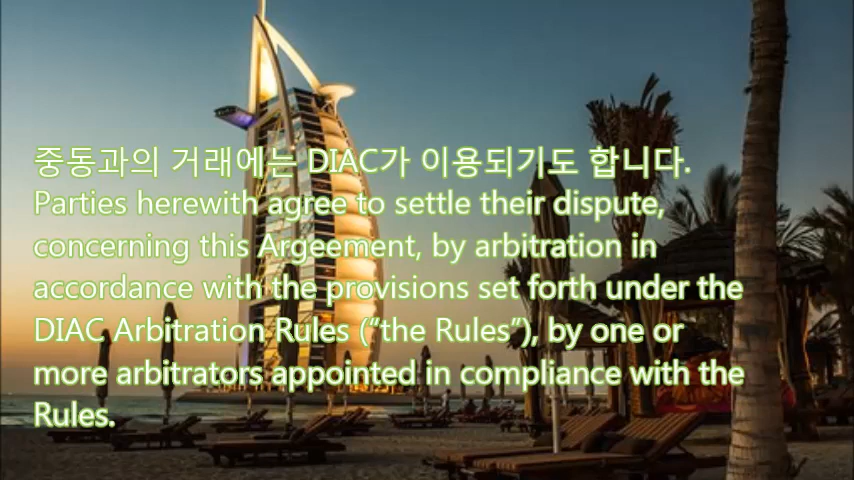 중동과의 거래에는 DIAC가 이용되기도 합니다.
Parties herewith agree to settle their dispute,
concerning this Argeement, by arbitration in
accordance with the provisions set forth under the
DIAC Arbitration Rules (“the Rules”), by one or
more arbitrators appointed in compliance with the
Rules.